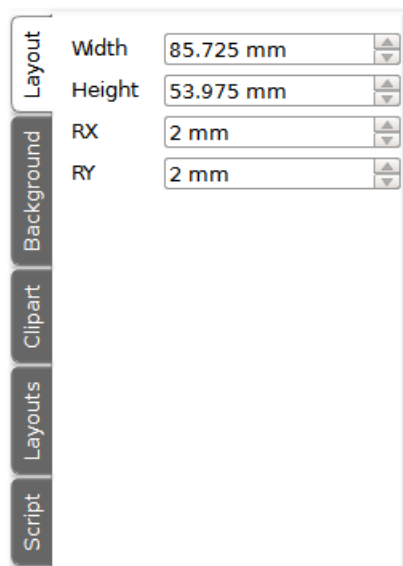 Layout
Background
Clipart
Layouts
Script
Width 85.725 mm
Height 53.975 mm
RX 2 mm
RY 2 mm